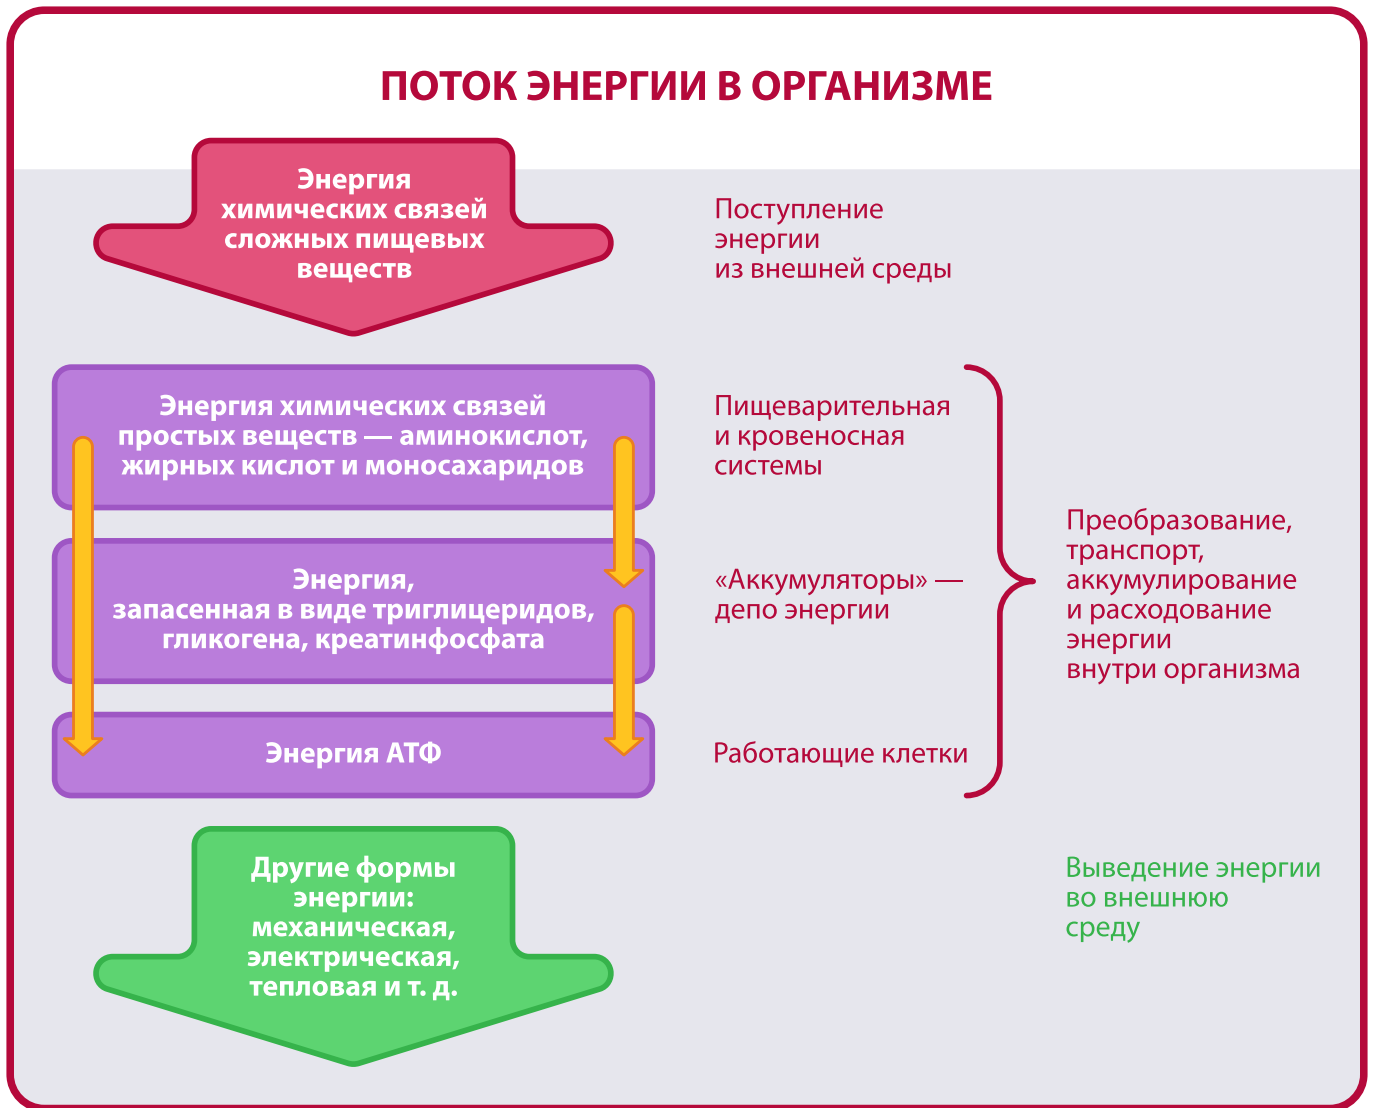 ПОТОК ЭНЕРГИИ В ОРГАНИЗМЕ
Энергия
химических связей
сложных пищевых
веществ
Поступление
энергии
из внешней среды
Энергия химических связей
простых веществ — аминокислот,
жирных кислот и моносахаридов
Пищеварительная
и кровеносная
системы
Энергия,
запасенная в виде триглицеридов,
гликогена, креатинфосфата
«Аккумуляторы» —
депо энергии
Энергия АТФ
Работающие клетки
Преобразование,
транспорт,
аккумулирование
и расходование
энергии
внутри организма
Другие формы
энергии:
механическая,
электрическая,
тепловая и т. д.
Выведение энергии
во внешнюю
среду